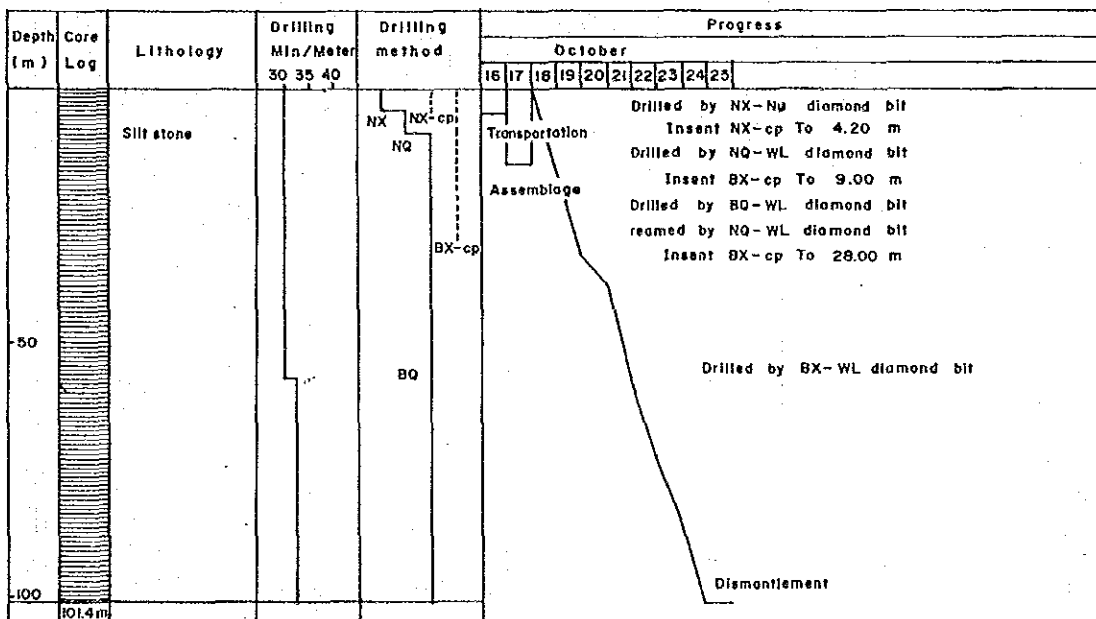 Depth (m)
Core Log
Lithology
Drilling Min/Meter
30 35 40
Drilling method
Progress
October
16 17 18 19 20 21 22 23 24 25
Silt stone
NX
NX-cp
NQ
BX-cp
BQ
Transportation
Assemblage
Drilled by NX-Nu diamond bit
Insent NX-cp To 4.20 m
Drilled by NQ-WL diamond bit
Insent BX-cp To 9.00 m
Drilled by BQ-WL diamond bit
reamed by NQ-WL diamond bit
Insent BX-cp To 28.00 m
50
Drilled by BX-WL diamond bit
Dismantlement
100
101.4m